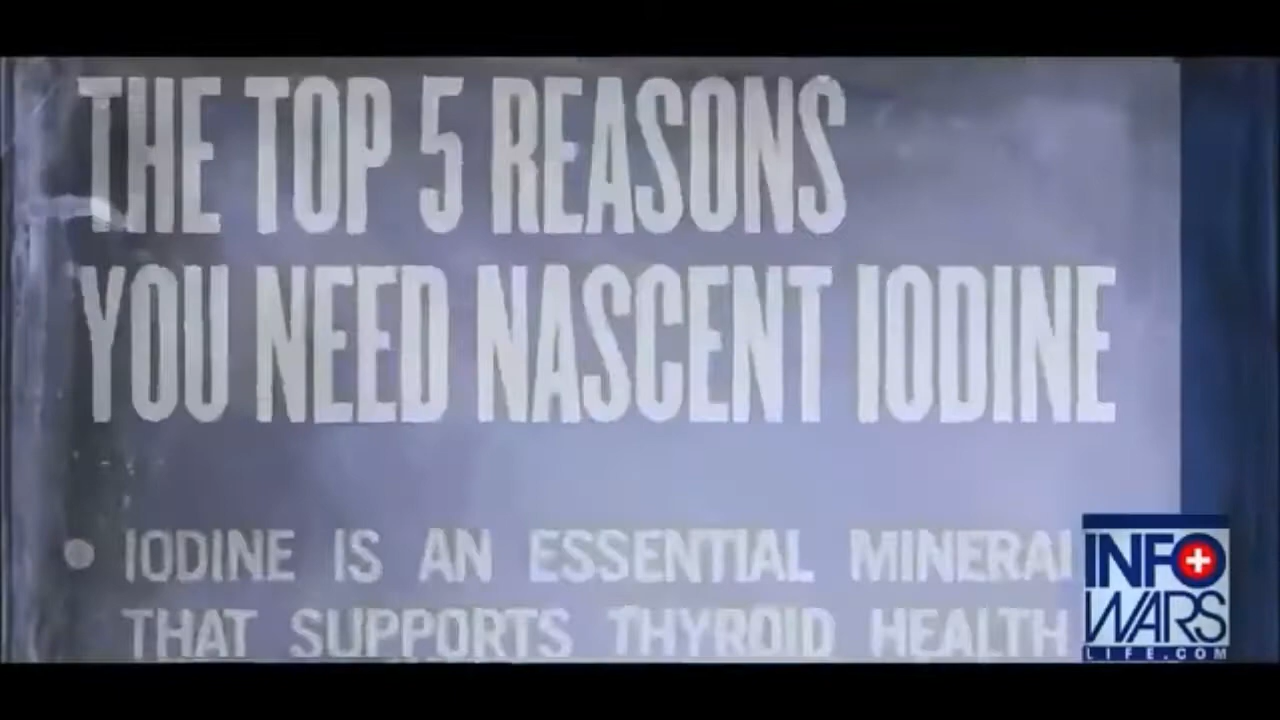 THE TOP 5 REASONS
YOU NEED NASCENT IODINE
• IODINE IS AN ESSENTIAL MINERAL
THAT SUPPORTS THYROID HEALTH
INFO
WARS
LIFE.COM